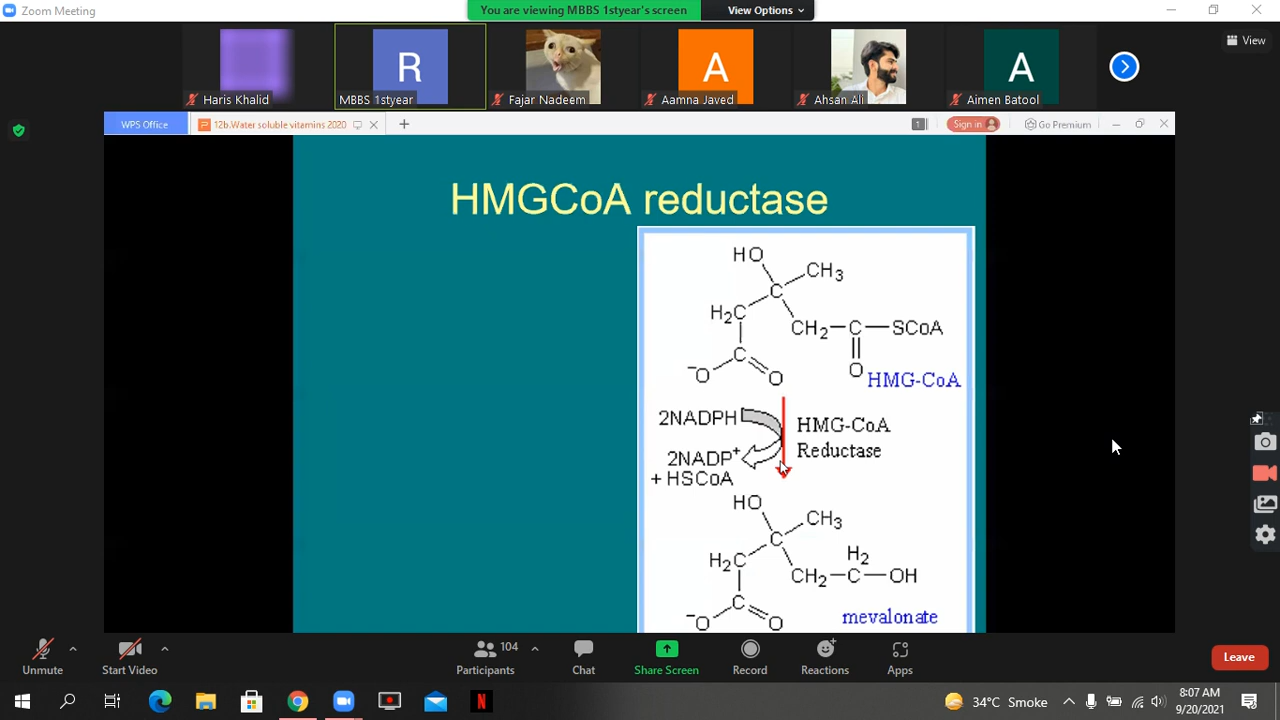 Zoom Meeting
You are viewing MBBS 1styear's screen
View Options
View
R
A
A
Haris Khalid
MBBS 1styear
Fajar Nadeem
Aamna Javed
Ahsan Ali
Aimen Batool
WPS Office
12b.Water soluble vitamins 2020
+
1
Sign in
Go Premium
HMGCoA reductase
HO
CH3
C
H2C
CH2
C
SCoA
C
⁻O
O
O
HMG-CoA
2NADPH
HMG-CoA
Reductase
2NADP+
+ HSCoA
HO
CH3
C
H2
H2C
CH2
C
OH
C
⁻O
O
mevalonate
Unmute
Start Video
104
Participants
Chat
Share Screen
Record
Reactions
Apps
Leave
N
34°C Smoke
8:07 AM
9/20/2021